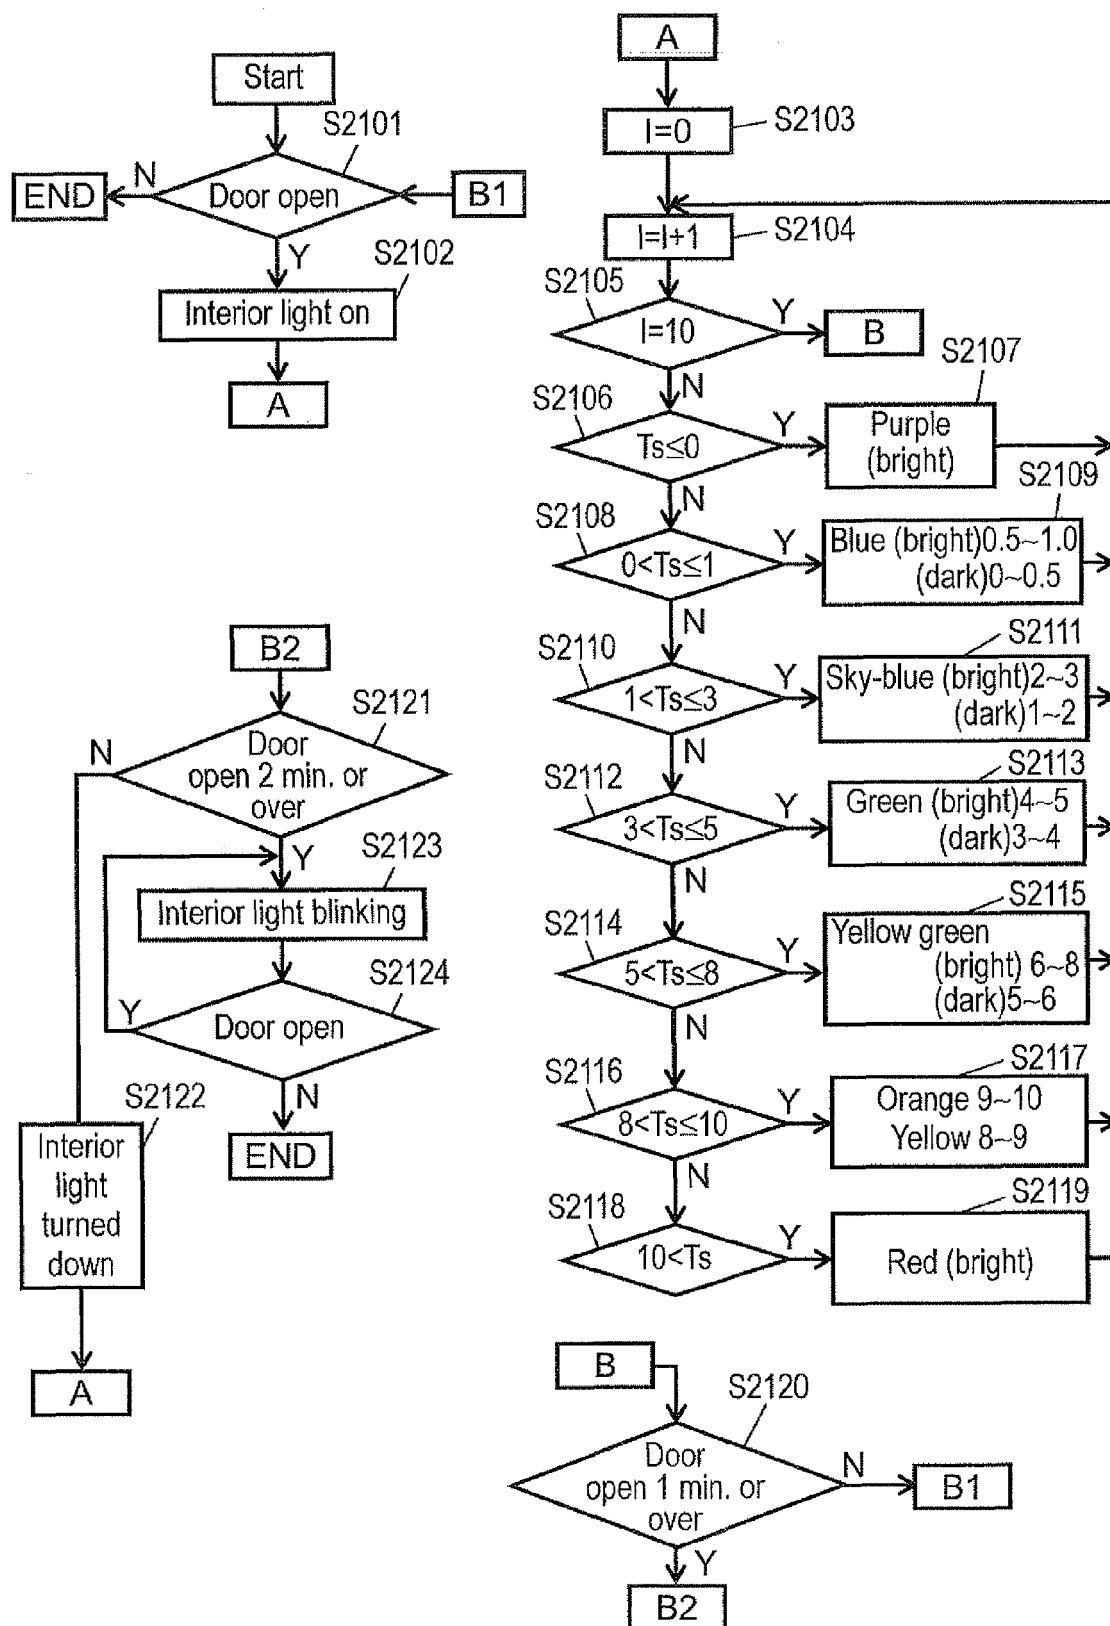 Start
S2101
Door open
N
END
B1
Y
S2102
Interior light on
A
B2
S2121
Door
open 2 min. or
over
N
Y
S2123
Interior light blinking
S2124
Door open
Y
N
END
S2122
Interior
light
turned
down
A
A
I=0
S2103
I=I+1
S2104
S2105
I=10
Y
B
N
S2106
Ts≤0
Y
S2107
Purple
(bright)
N
S2108
0<Ts≤1
Y
S2109
Blue (bright)0.5~1.0
(dark)0~0.5
N
S2110
1<Ts≤3
Y
S2111
Sky-blue (bright)2~3
(dark)1~2
N
S2112
3<Ts≤5
Y
S2113
Green (bright)4~5
(dark)3~4
N
S2114
5<Ts≤8
Y
S2115
Yellow green
(bright) 6~8
(dark)5~6
N
S2116
8<Ts≤10
Y
S2117
Orange 9~10
Yellow 8~9
N
S2118
10<Ts
Y
S2119
Red (bright)
B
S2120
Door
open 1 min. or
over
N
B1
Y
B2